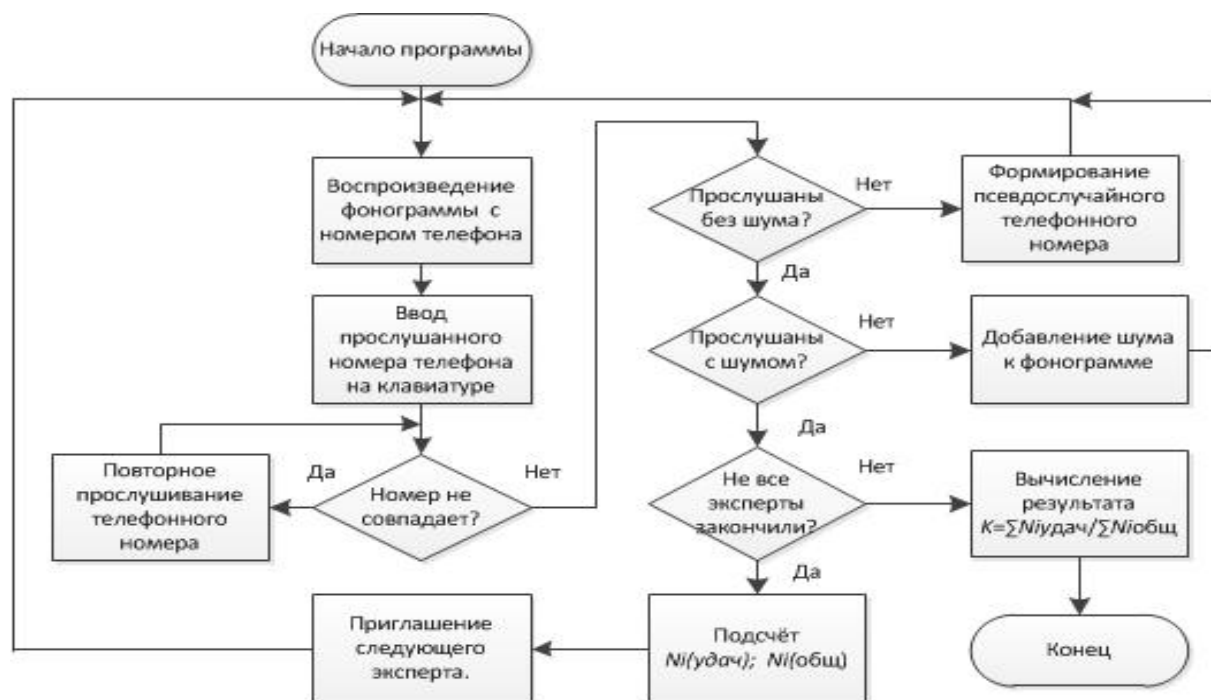 Начало программы
Воспроизведение
фонограммы с
номером телефона
Ввод
прослушанного
номера телефона
на клавиатуре
Номер не
совпадает?
Да
Нет
Повторное
прослушивание
телефонного
номера
Прослушаны
без шума?
Нет
Да
Формирование
псевдослучайного
телефонного
номера
Прослушаны
с шумом?
Нет
Да
Добавление шума
к фонограмме
Не все
эксперты
закончили?
Нет
Да
Вычисление
результата
K=∑Niудач/∑Niобщ
Конец
Подсчёт
Ni(удач); Ni(общ)
Приглашение
следующего
эксперта.